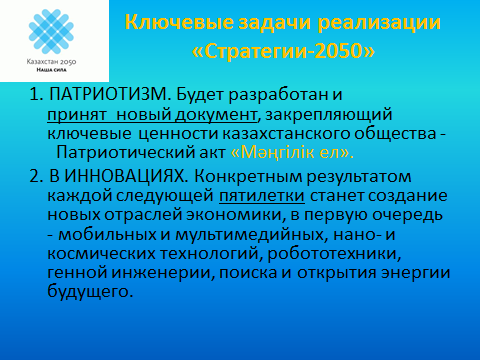 Ключевые задачи реализации
«Стратегии-2050»
Казахстан 2050
НАША СИЛА
1. ПАТРИОТИЗМ. Будет разработан и
принят новый документ, закрепляющий
ключевые ценности казахстанского общества -
Патриотический акт «Мәңгілік ел».
2. В ИННОВАЦИЯХ. Конкретным результатом
каждой следующей пятилетки станет создание
новых отраслей экономики, в первую очередь
- мобильных и мультимедийных, нано- и
космических технологий, робототехники,
генной инженерии, поиска и открытия энергии
будущего.